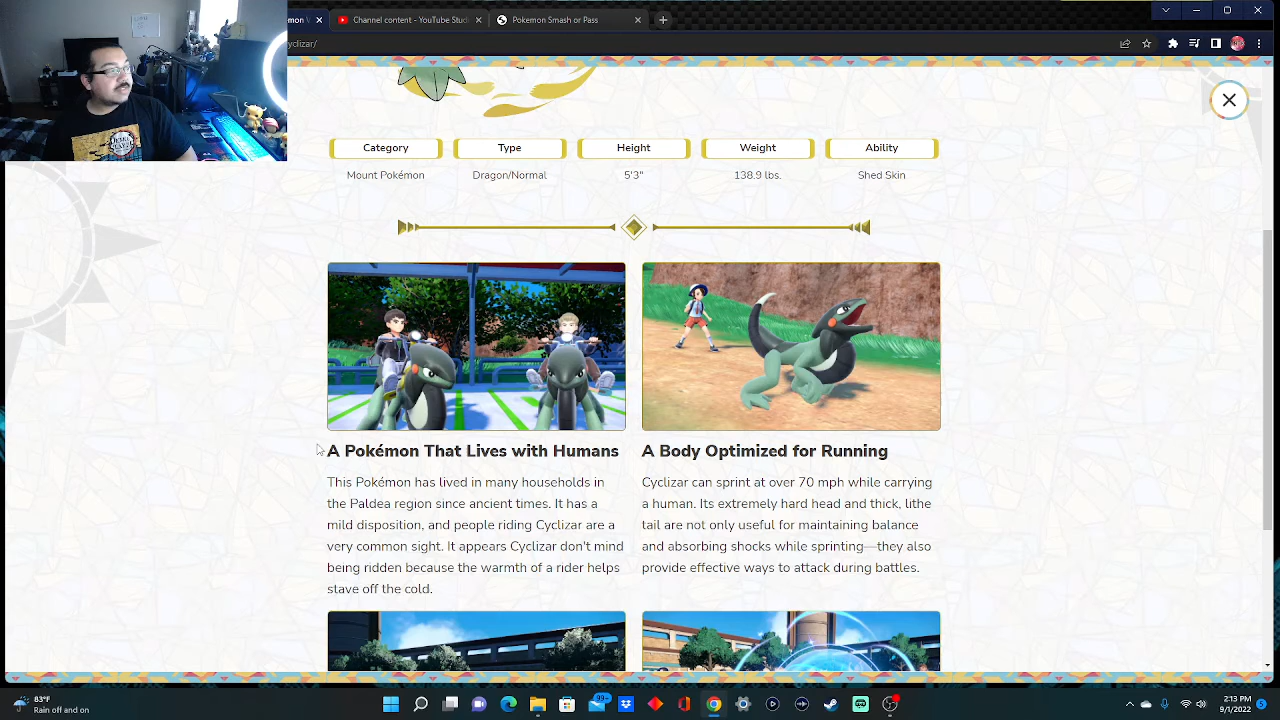 Channel content - YouTube Stud
Pokemon Smash or Pass
yclizar/
Category
Type
Height
Weight
Ability
Mount Pokémon
Dragon/Normal
5'3"
138.9 lbs.
Shed Skin
A Pokémon That Lives with Humans
This Pokémon has lived in many households in
the Paldea region since ancient times. It has a
mild disposition, and people riding Cyclizar are a
very common sight. It appears Cyclizar don't mind
being ridden because the warmth of a rider helps
stave off the cold.
A Body Optimized for Running
Cyclizar can sprint at over 70 mph while carrying
a human. Its extremely hard head and thick, lithe
tail are not only useful for maintaining balance
and absorbing shocks while sprinting—they also
provide effective ways to attack during battles.
83°F
Rain off and on
99+
2:13 PM
9/1/2022